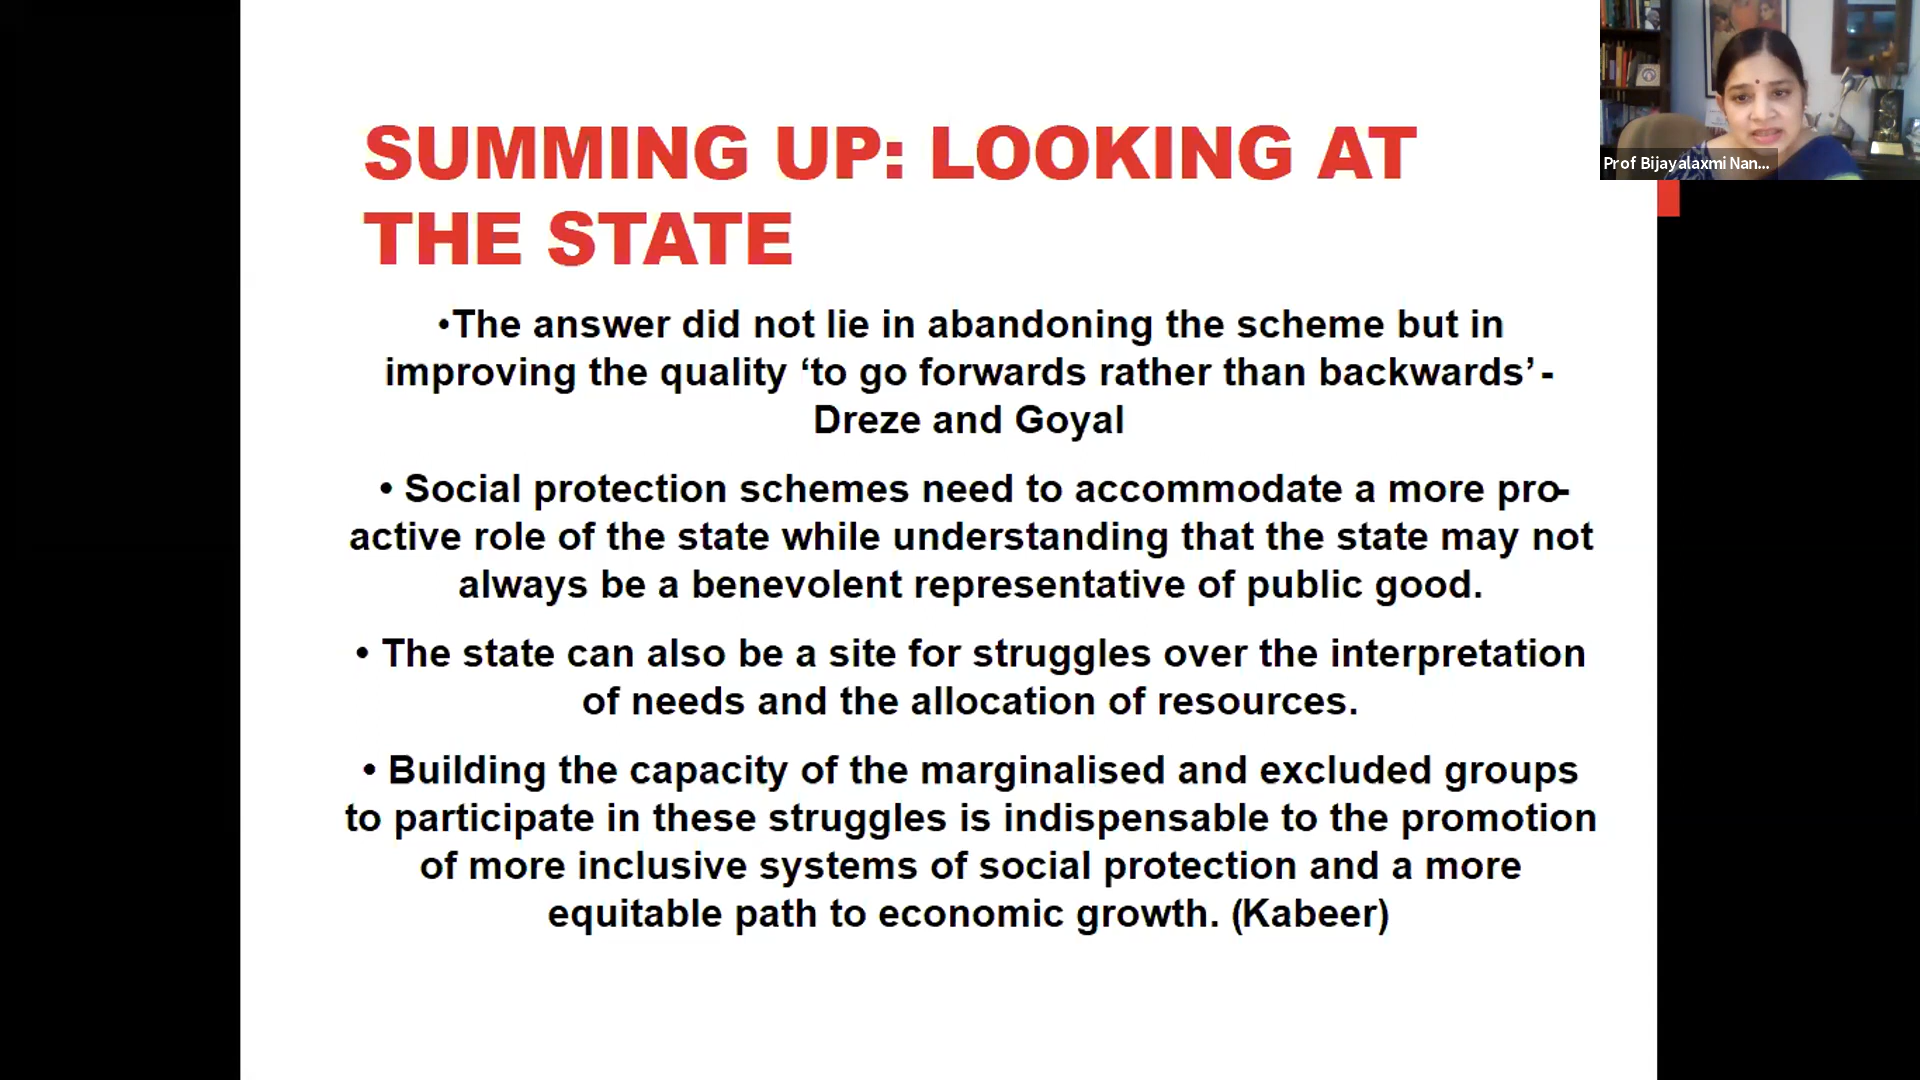 SUMMING UP: LOOKING AT
THE STATE
•The answer did not lie in abandoning the scheme but in
improving the quality ‘to go forwards rather than backwards’ -
Dreze and Goyal
• Social protection schemes need to accommodate a more pro-
active role of the state while understanding that the state may not
always be a benevolent representative of public good.
• The state can also be a site for struggles over the interpretation
of needs and the allocation of resources.
• Building the capacity of the marginalised and excluded groups
to participate in these struggles is indispensable to the promotion
of more inclusive systems of social protection and a more
equitable path to economic growth. (Kabeer)
Prof Bijayalaxmi Nan...